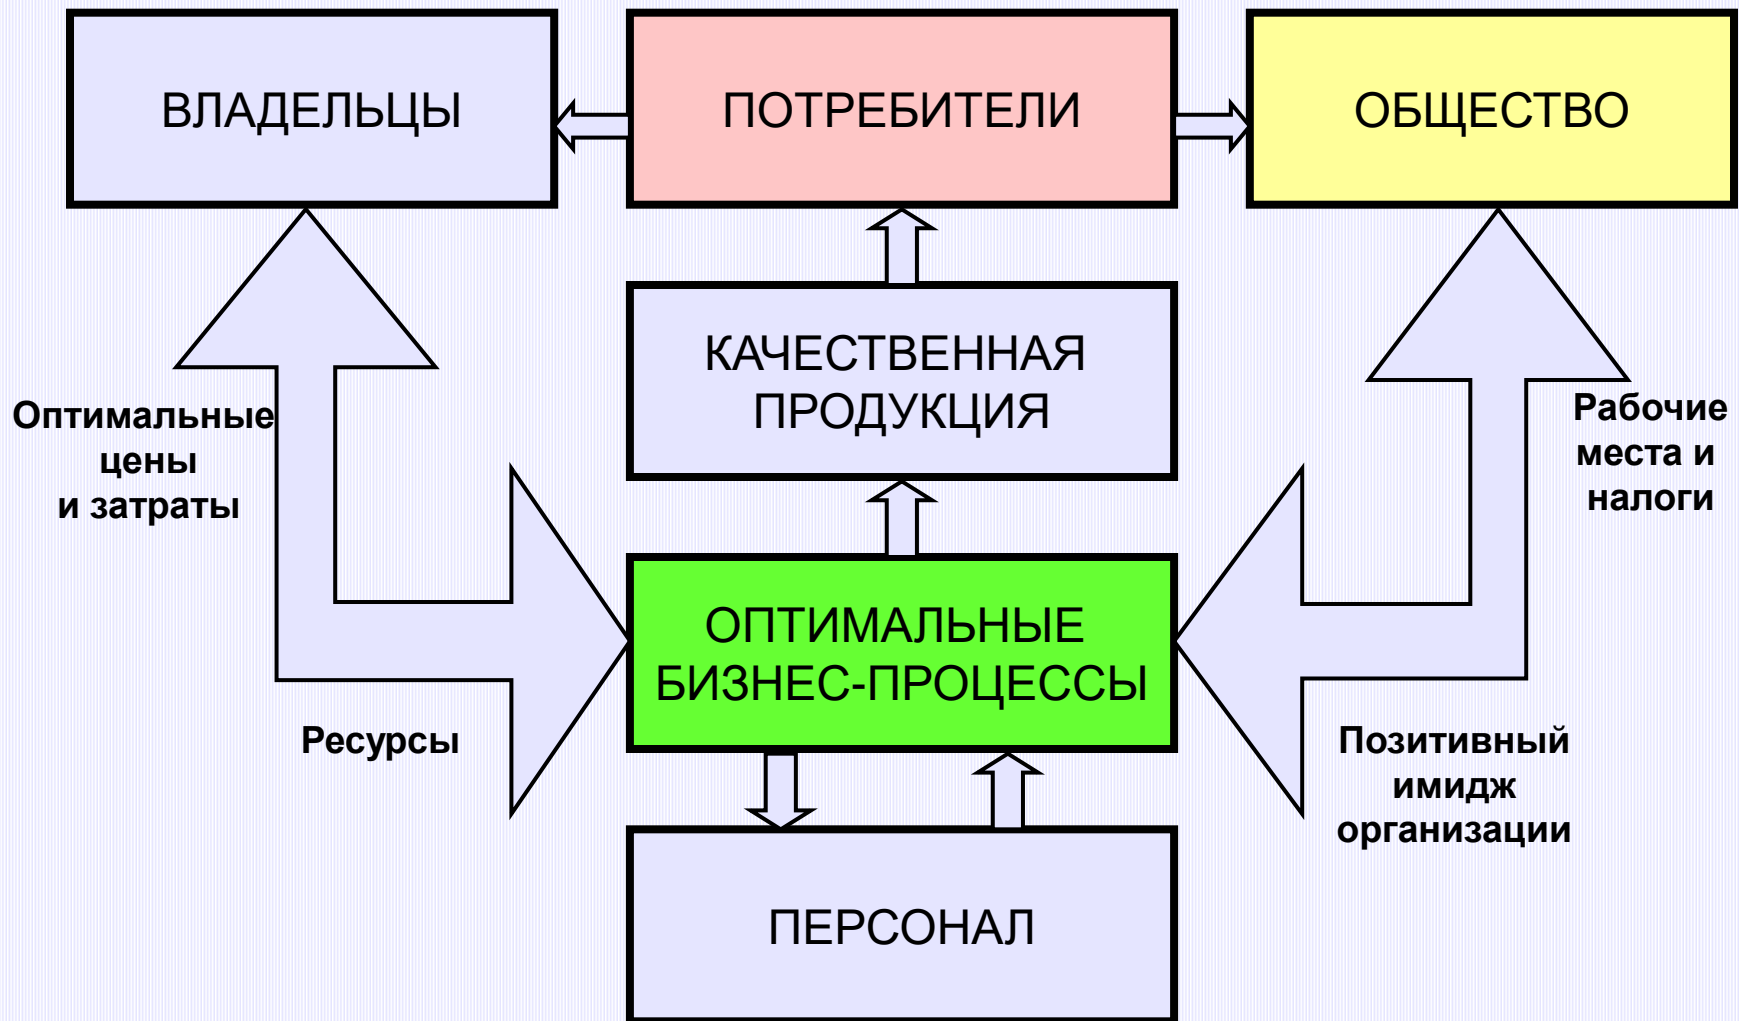 ВЛАДЕЛЬЦЫ
ПОТРЕБИТЕЛИ
ОБЩЕСТВО
КАЧЕСТВЕННАЯ
ПРОДУКЦИЯ
Оптимальные
цены
и затраты
Рабочие
места и
налоги
ОПТИМАЛЬНЫЕ
БИЗНЕС-ПРОЦЕССЫ
Ресурсы
Позитивный
имидж
организации
ПЕРСОНАЛ